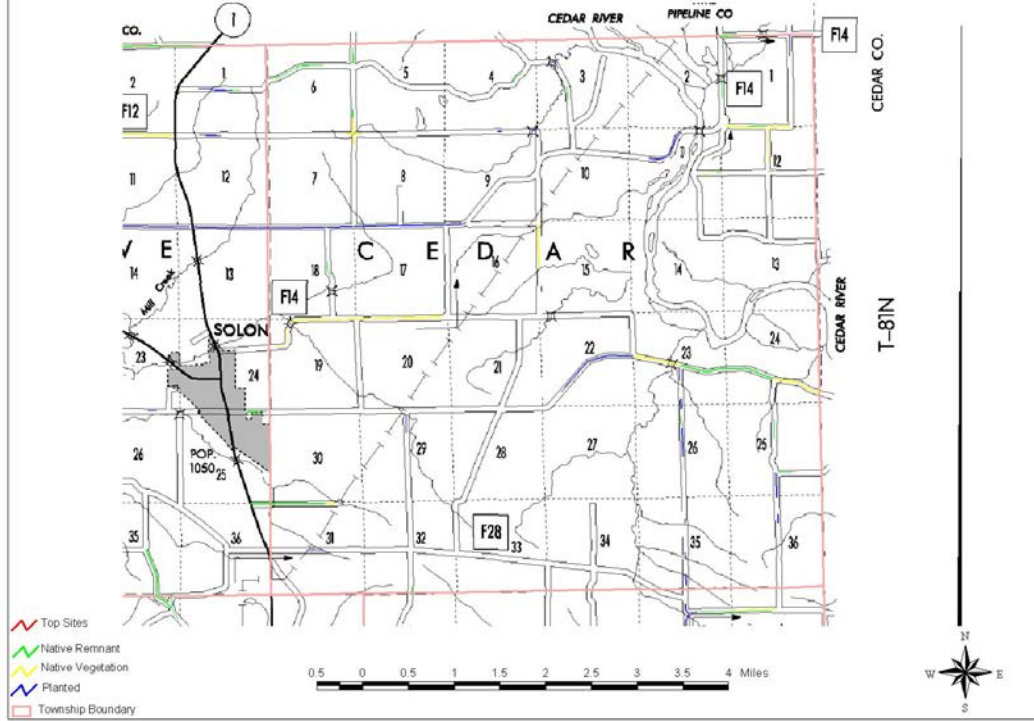 1
CEDAR RIVER
PIPELINE CO
CO.
F14
CEDAR CO.
2
1
6
5
4
3
2
1
F14
F12
11
12
7
8
9
10
11
12
V E
C E D A R
14
13
18
17
16
15
14
13
Mill Creek
F14
SOLON
CEDAR RIVER
T-81N
23
24
19
20
21
22
23
24
26
POP.
1050
25
30
29
28
27
26
25
35
36
31
32
F28
33
34
35
36
Top Sites
Native Remnant
Native Vegetation
Planted
Township Boundary
0.5 0 0.5 1 1.5 2 2.5 3 3.5 4 Miles
N
W E
S